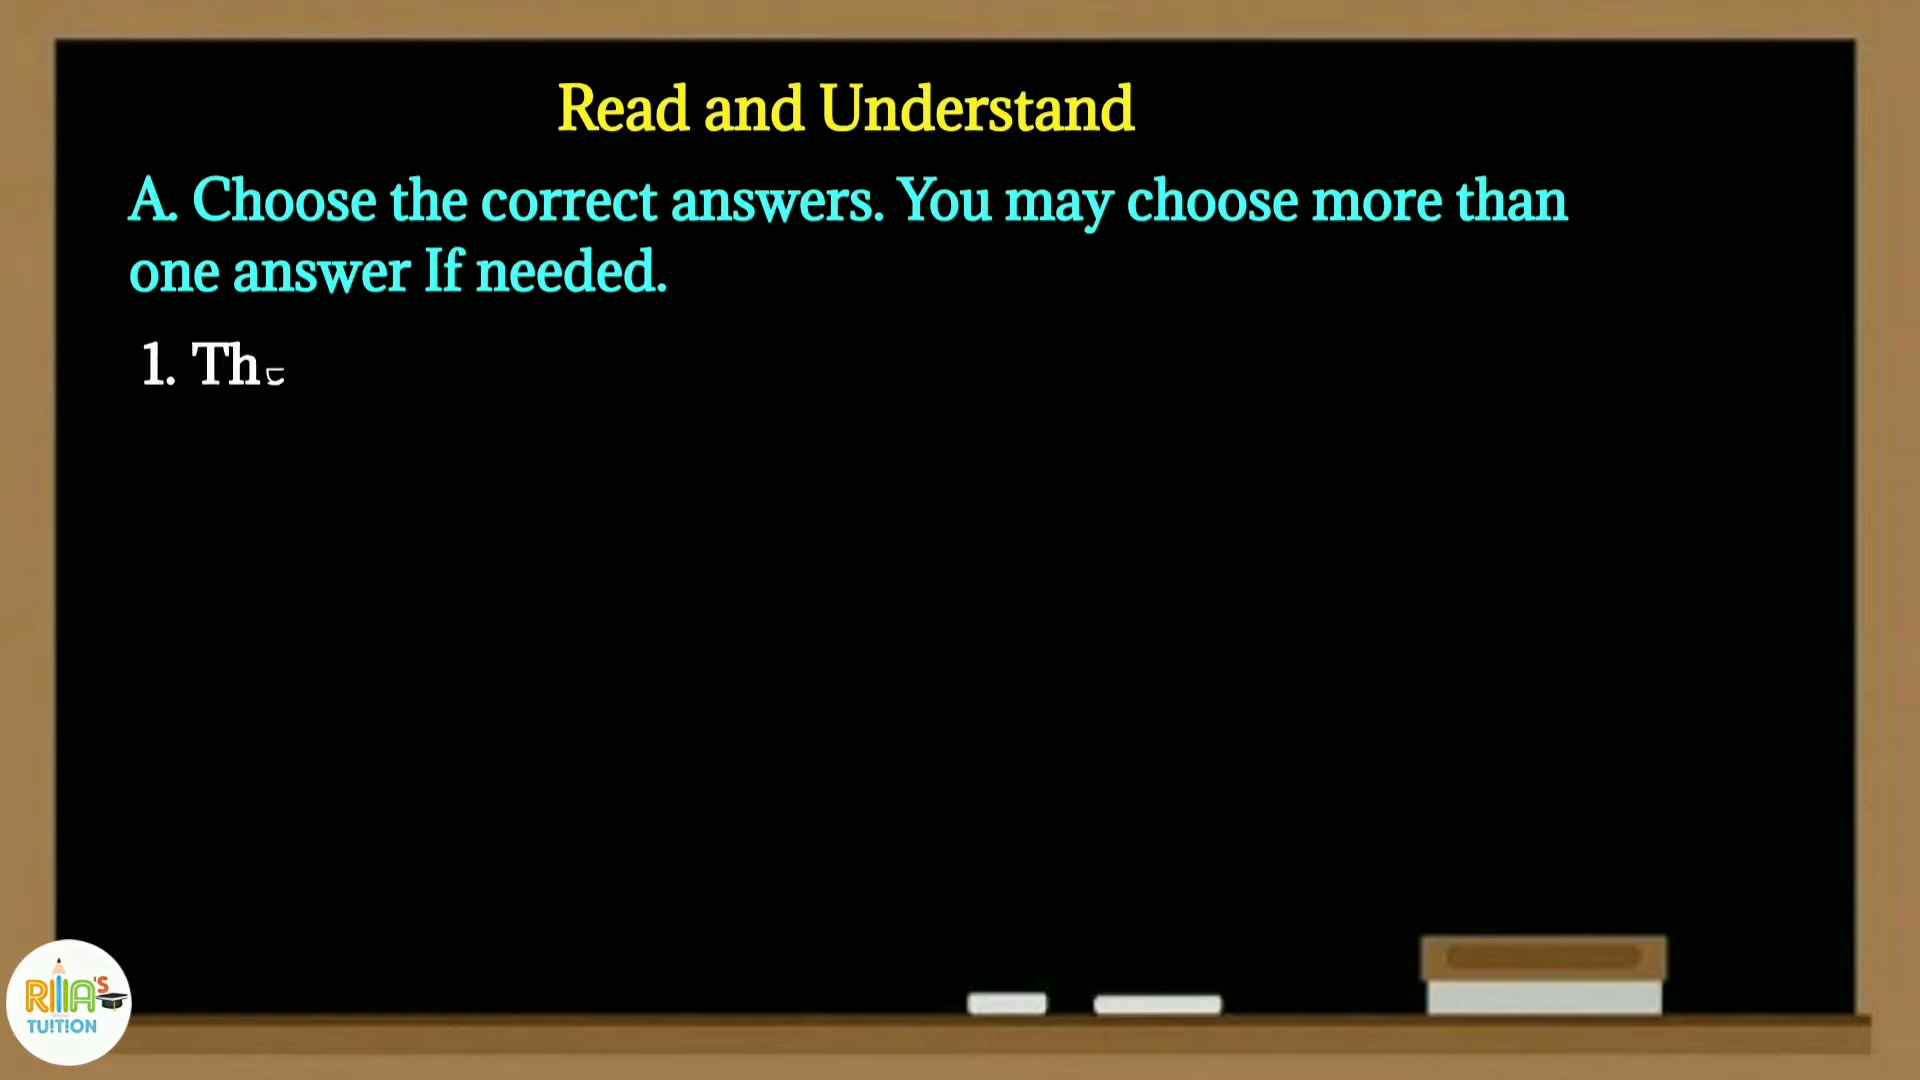 Read and Understand
A. Choose the correct answers. You may choose more than
one answer If needed.
1. Th
RIIA'S
TUITION